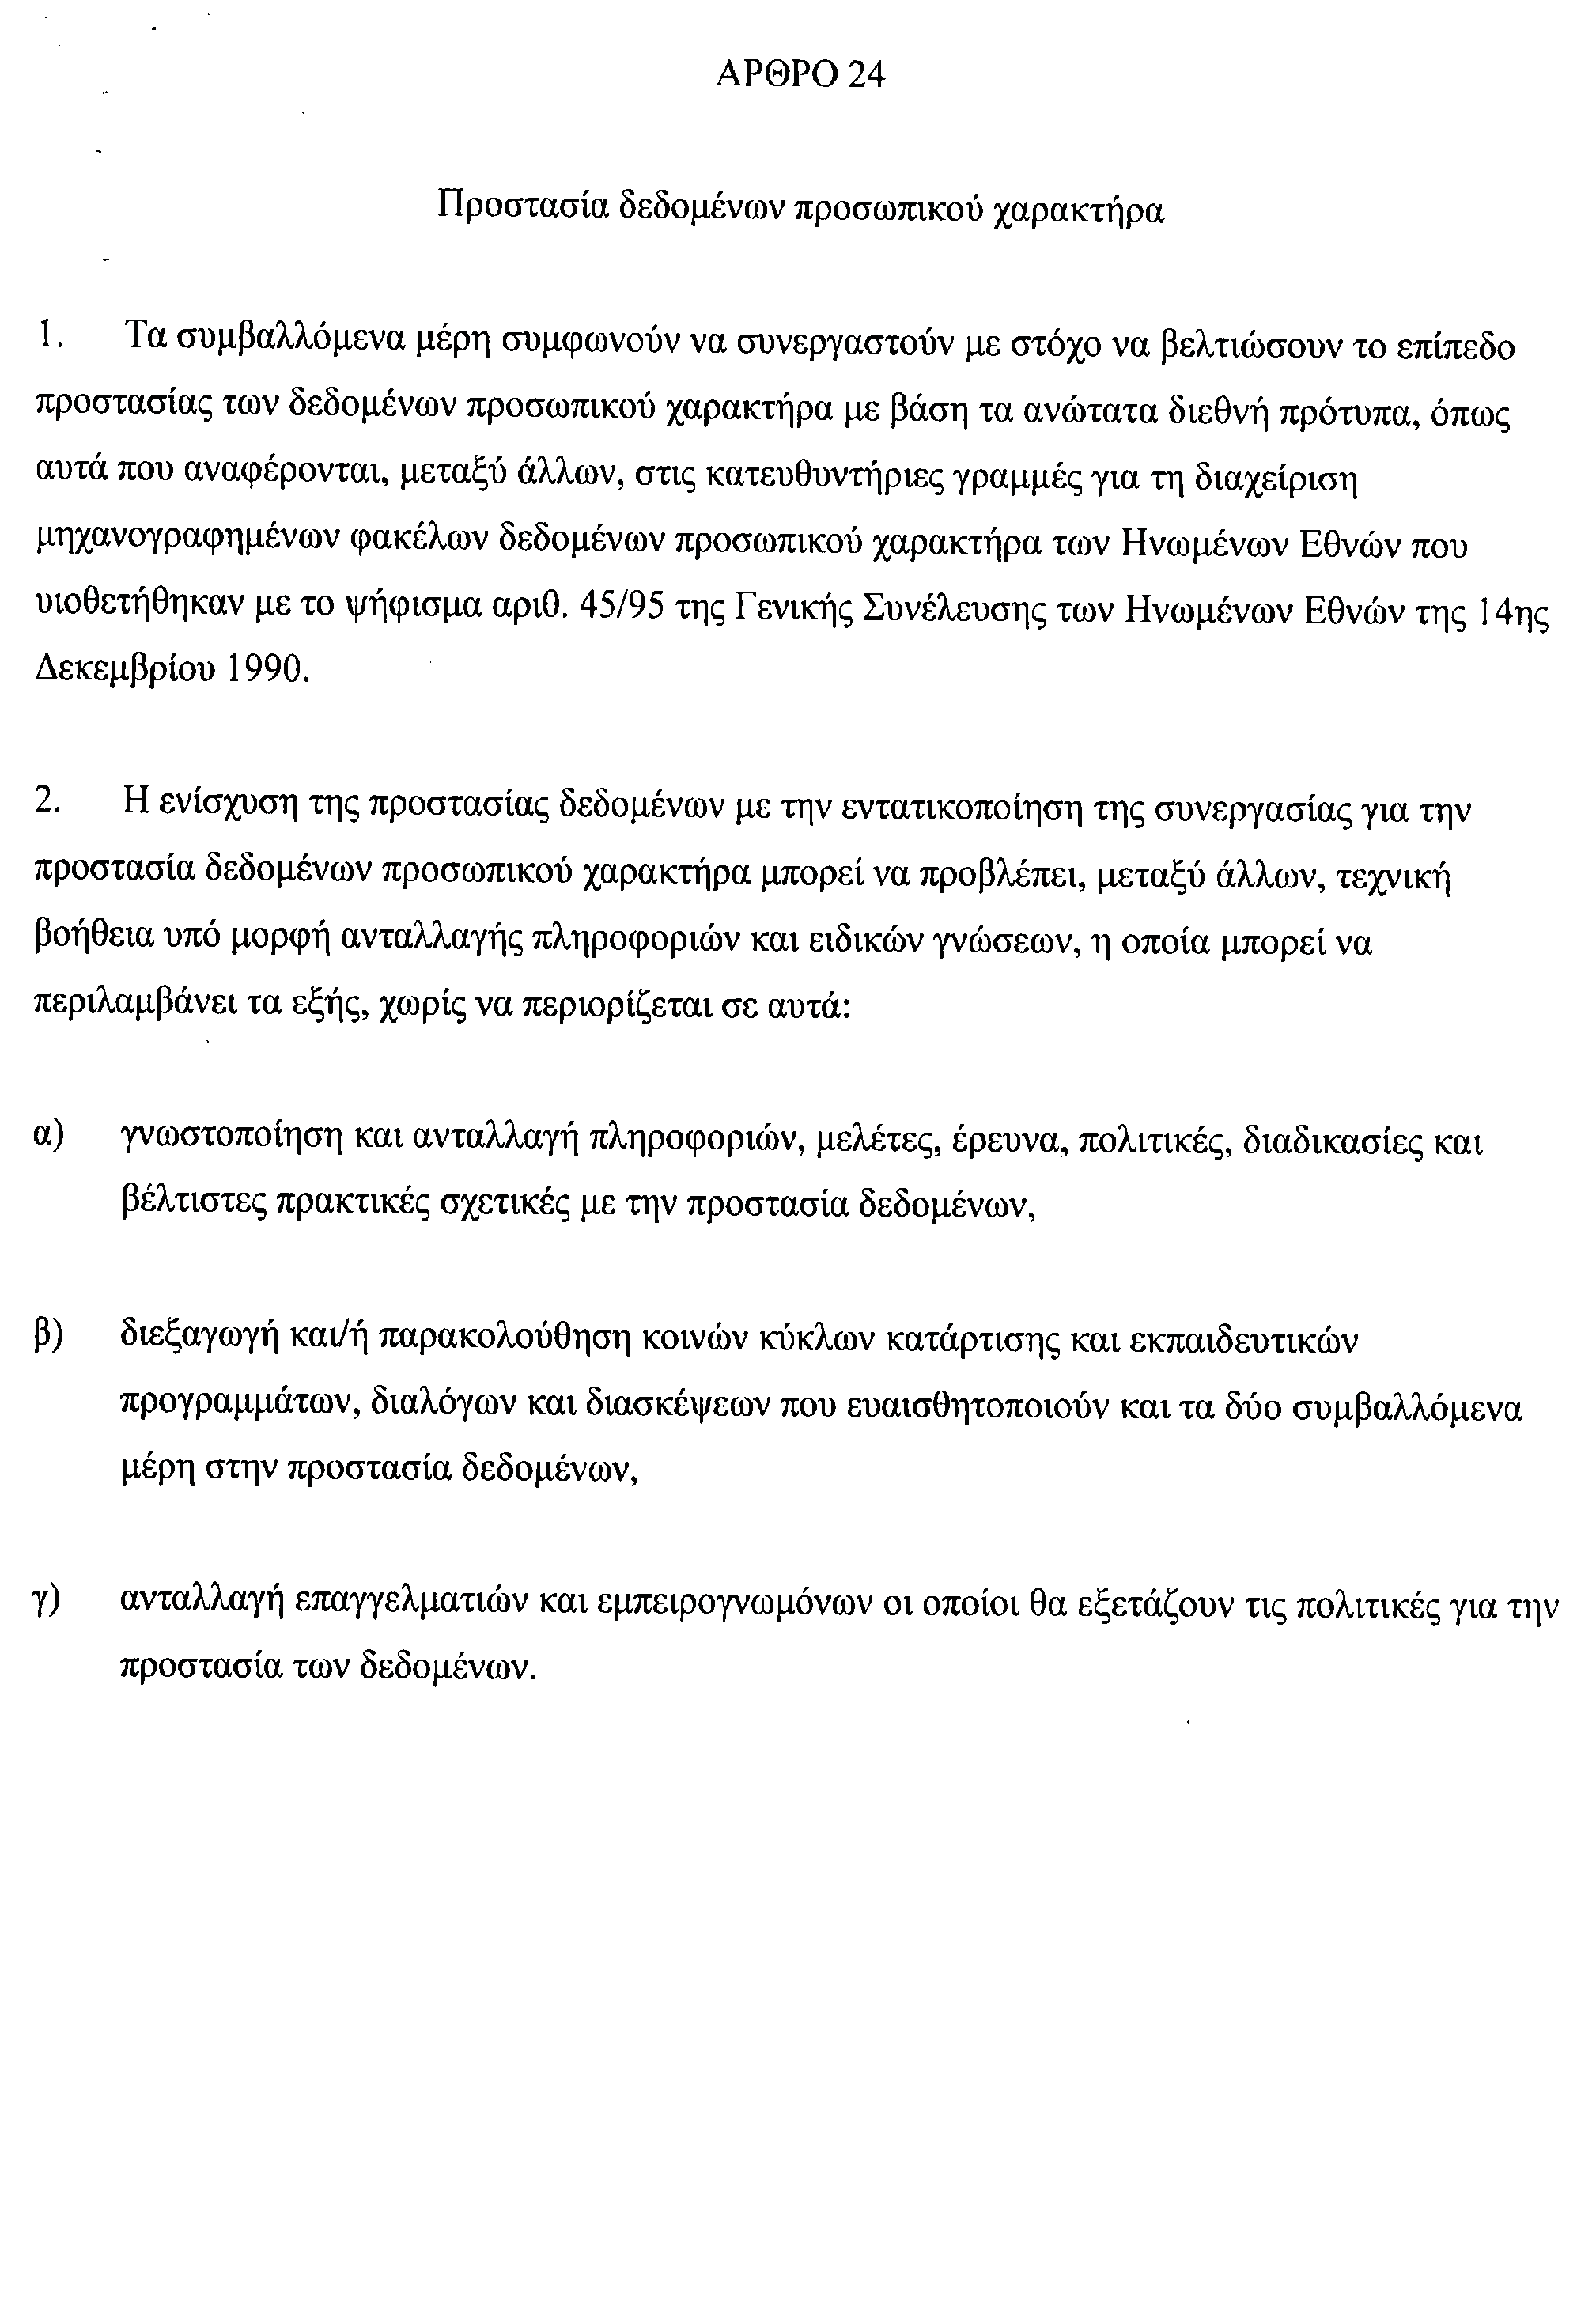 ΑΡΘΡΟ 24
Προστασία δεδομένων προσωπικού χαρακτήρα
1. Τα συμβαλλόμενα μέρη συμφωνούν να συνεργαστούν με στόχο να βελτιώσουν το επίπεδο
προστασίας των δεδομένων προσωπικού χαρακτήρα με βάση τα ανώτατα διεθνή πρότυπα, όπως
αυτά που αναφέρονται, μεταξύ άλλων, στις κατευθυντήριες γραμμές για τη διαχείριση
μηχανογραφημένων φακέλων δεδομένων προσωπικού χαρακτήρα των Ηνωμένων Εθνών που
υιοθετήθηκαν με το ψήφισμα αριθ. 45/95 της Γενικής Συνέλευσης των Ηνωμένων Εθνών της 14ης
Δεκεμβρίου 1990.
2. Η ενίσχυση της προστασίας δεδομένων με την εντατικοποίηση της συνεργασίας για την
προστασία δεδομένων προσωπικού χαρακτήρα μπορεί να προβλέπει, μεταξύ άλλων, τεχνική
βοήθεια υπό μορφή ανταλλαγής πληροφοριών και ειδικών γνώσεων, η οποία μπορεί να
περιλαμβάνει τα εξής, χωρίς να περιορίζεται σε αυτά:
α) γνωστοποίηση και ανταλλαγή πληροφοριών, μελέτες, έρευνα, πολιτικές, διαδικασίες και
βέλτιστες πρακτικές σχετικές με την προστασία δεδομένων,
β) διεξαγωγή και/ή παρακολούθηση κοινών κύκλων κατάρτισης και εκπαιδευτικών
προγραμμάτων, διαλόγων και διασκέψεων που ευαισθητοποιούν και τα δύο συμβαλλόμενα
μέρη στην προστασία δεδομένων,
γ) ανταλλαγή επαγγελματιών και εμπειρογνωμόνων οι οποίοι θα εξετάζουν τις πολιτικές για την
προστασία των δεδομένων.